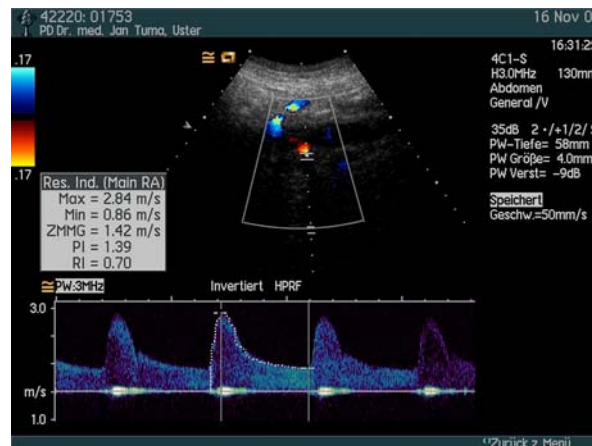 42220: 01753
16 Nov 0
PD Dr. med. Jan Tuma, Uster
16:31:2
.17
.17
4C1-S
H3.0MHz 130mm
Abdomen
General /V
35dB 2 ·/+1/2/
PW-Tiefe= 58mm
PW Größe= 4.0mm
PW Verst= -9dB
Speichert
Geschw.=50mm/s
Res. Ind. (Main RA)
Max = 2.84 m/s
Min = 0.86 m/s
ZMMG = 1.42 m/s
PI = 1.39
RI = 0.70
PW:3MHz
Invertiert HPRF
3.0
m/s
1.0
Zurück z. Menü